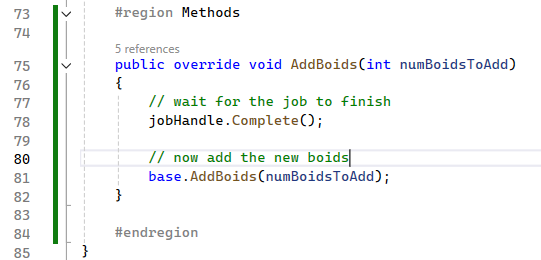 73 #region Methods
74
5 references
75 public override void AddBoids(int numBoidsToAdd)
76 {
77 // wait for the job to finish
78 jobHandle.Complete();
79
80 // now add the new boids
81 base.AddBoids(numBoidsToAdd);
82 }
83
84 #endregion
85 }